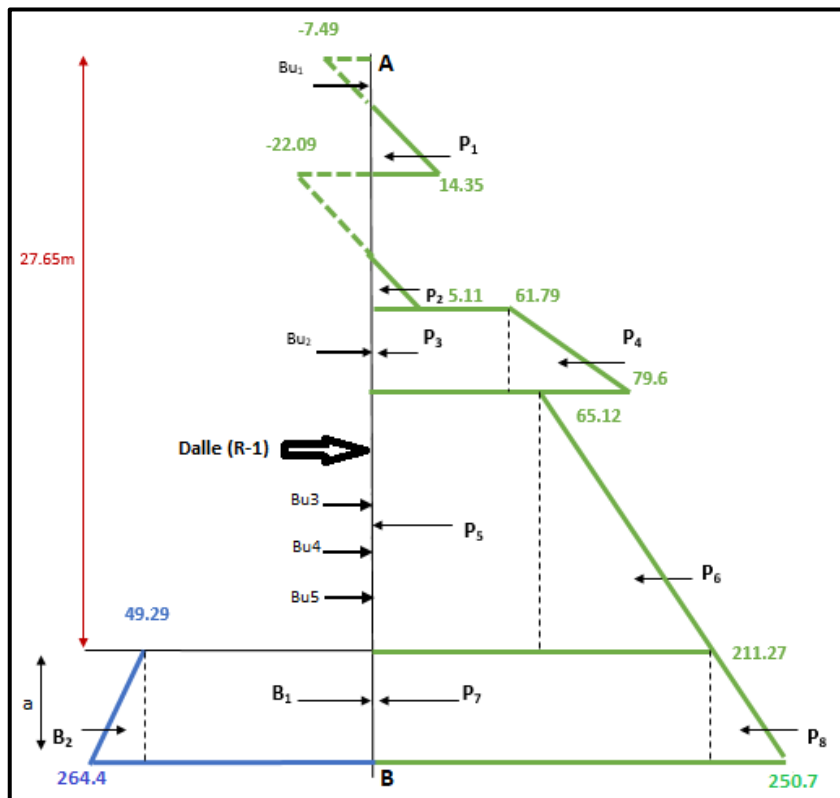 -7.49
A
Bu₁
P₁
-22.09
14.35
27.65m
P₂ 5.11 61.79
Bu₂
P₃
P₄
79.6
65.12
Dalle (R-1)
Bu3
P₅
Bu4
P₆
Bu5
49.29
211.27
a
B₁
P₇
B₂
P₈
264.4
B
250.7